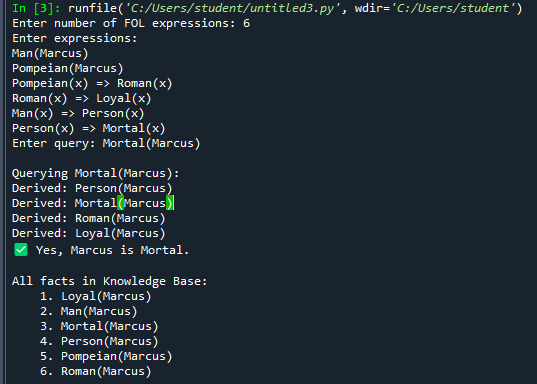 In [3]: runfile('C:/Users/student/untitled3.py', wdir='C:/Users/student')
Enter number of FOL expressions: 6
Enter expressions:
Man(Marcus)
Pompeian(Marcus)
Pompeian(x) => Roman(x)
Roman(x) => Loyal(x)
Man(x) => Person(x)
Person(x) => Mortal(x)
Enter query: Mortal(Marcus)

Querying Mortal(Marcus):
Derived: Person(Marcus)
Derived: Mortal(Marcus)
Derived: Roman(Marcus)
Derived: Loyal(Marcus)
✅ Yes, Marcus is Mortal.

All facts in Knowledge Base:
    1. Loyal(Marcus)
    2. Man(Marcus)
    3. Mortal(Marcus)
    4. Person(Marcus)
    5. Pompeian(Marcus)
    6. Roman(Marcus)